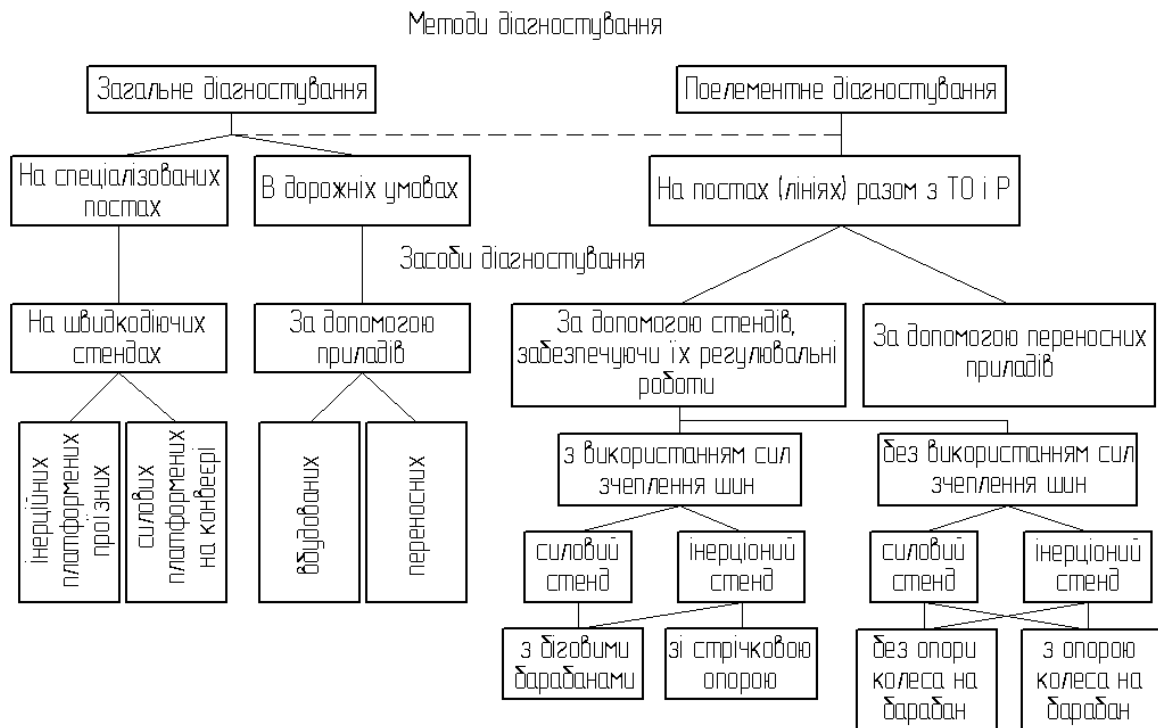 Методи діагностування
Загальне діагностування
Поелементне діагностування
На спеціалізованих
постах
В дорожніх умовах
На постах (лініях) разом з ТО і Р
Засоби діагностування
На швидкодіючих
стендах
За допомогою
приладів
За допомогою стендів,
забезпечуючи їх регулювальні
роботи
За допомогою переносних
приладів
інерційних
платформених
проїзних
силових
платформених
на конвеєрі
вбудованих
переносних
з використанням сил
зчеплення шин
без використанням сил
зчеплення шин
силовий
стенд
інерціоний
стенд
силовий
стенд
інерціоний
стенд
з біговими
барабанами
зі стрічковою
опорою
без опори
колеса на
барабан
з опорою
колеса на
барабан